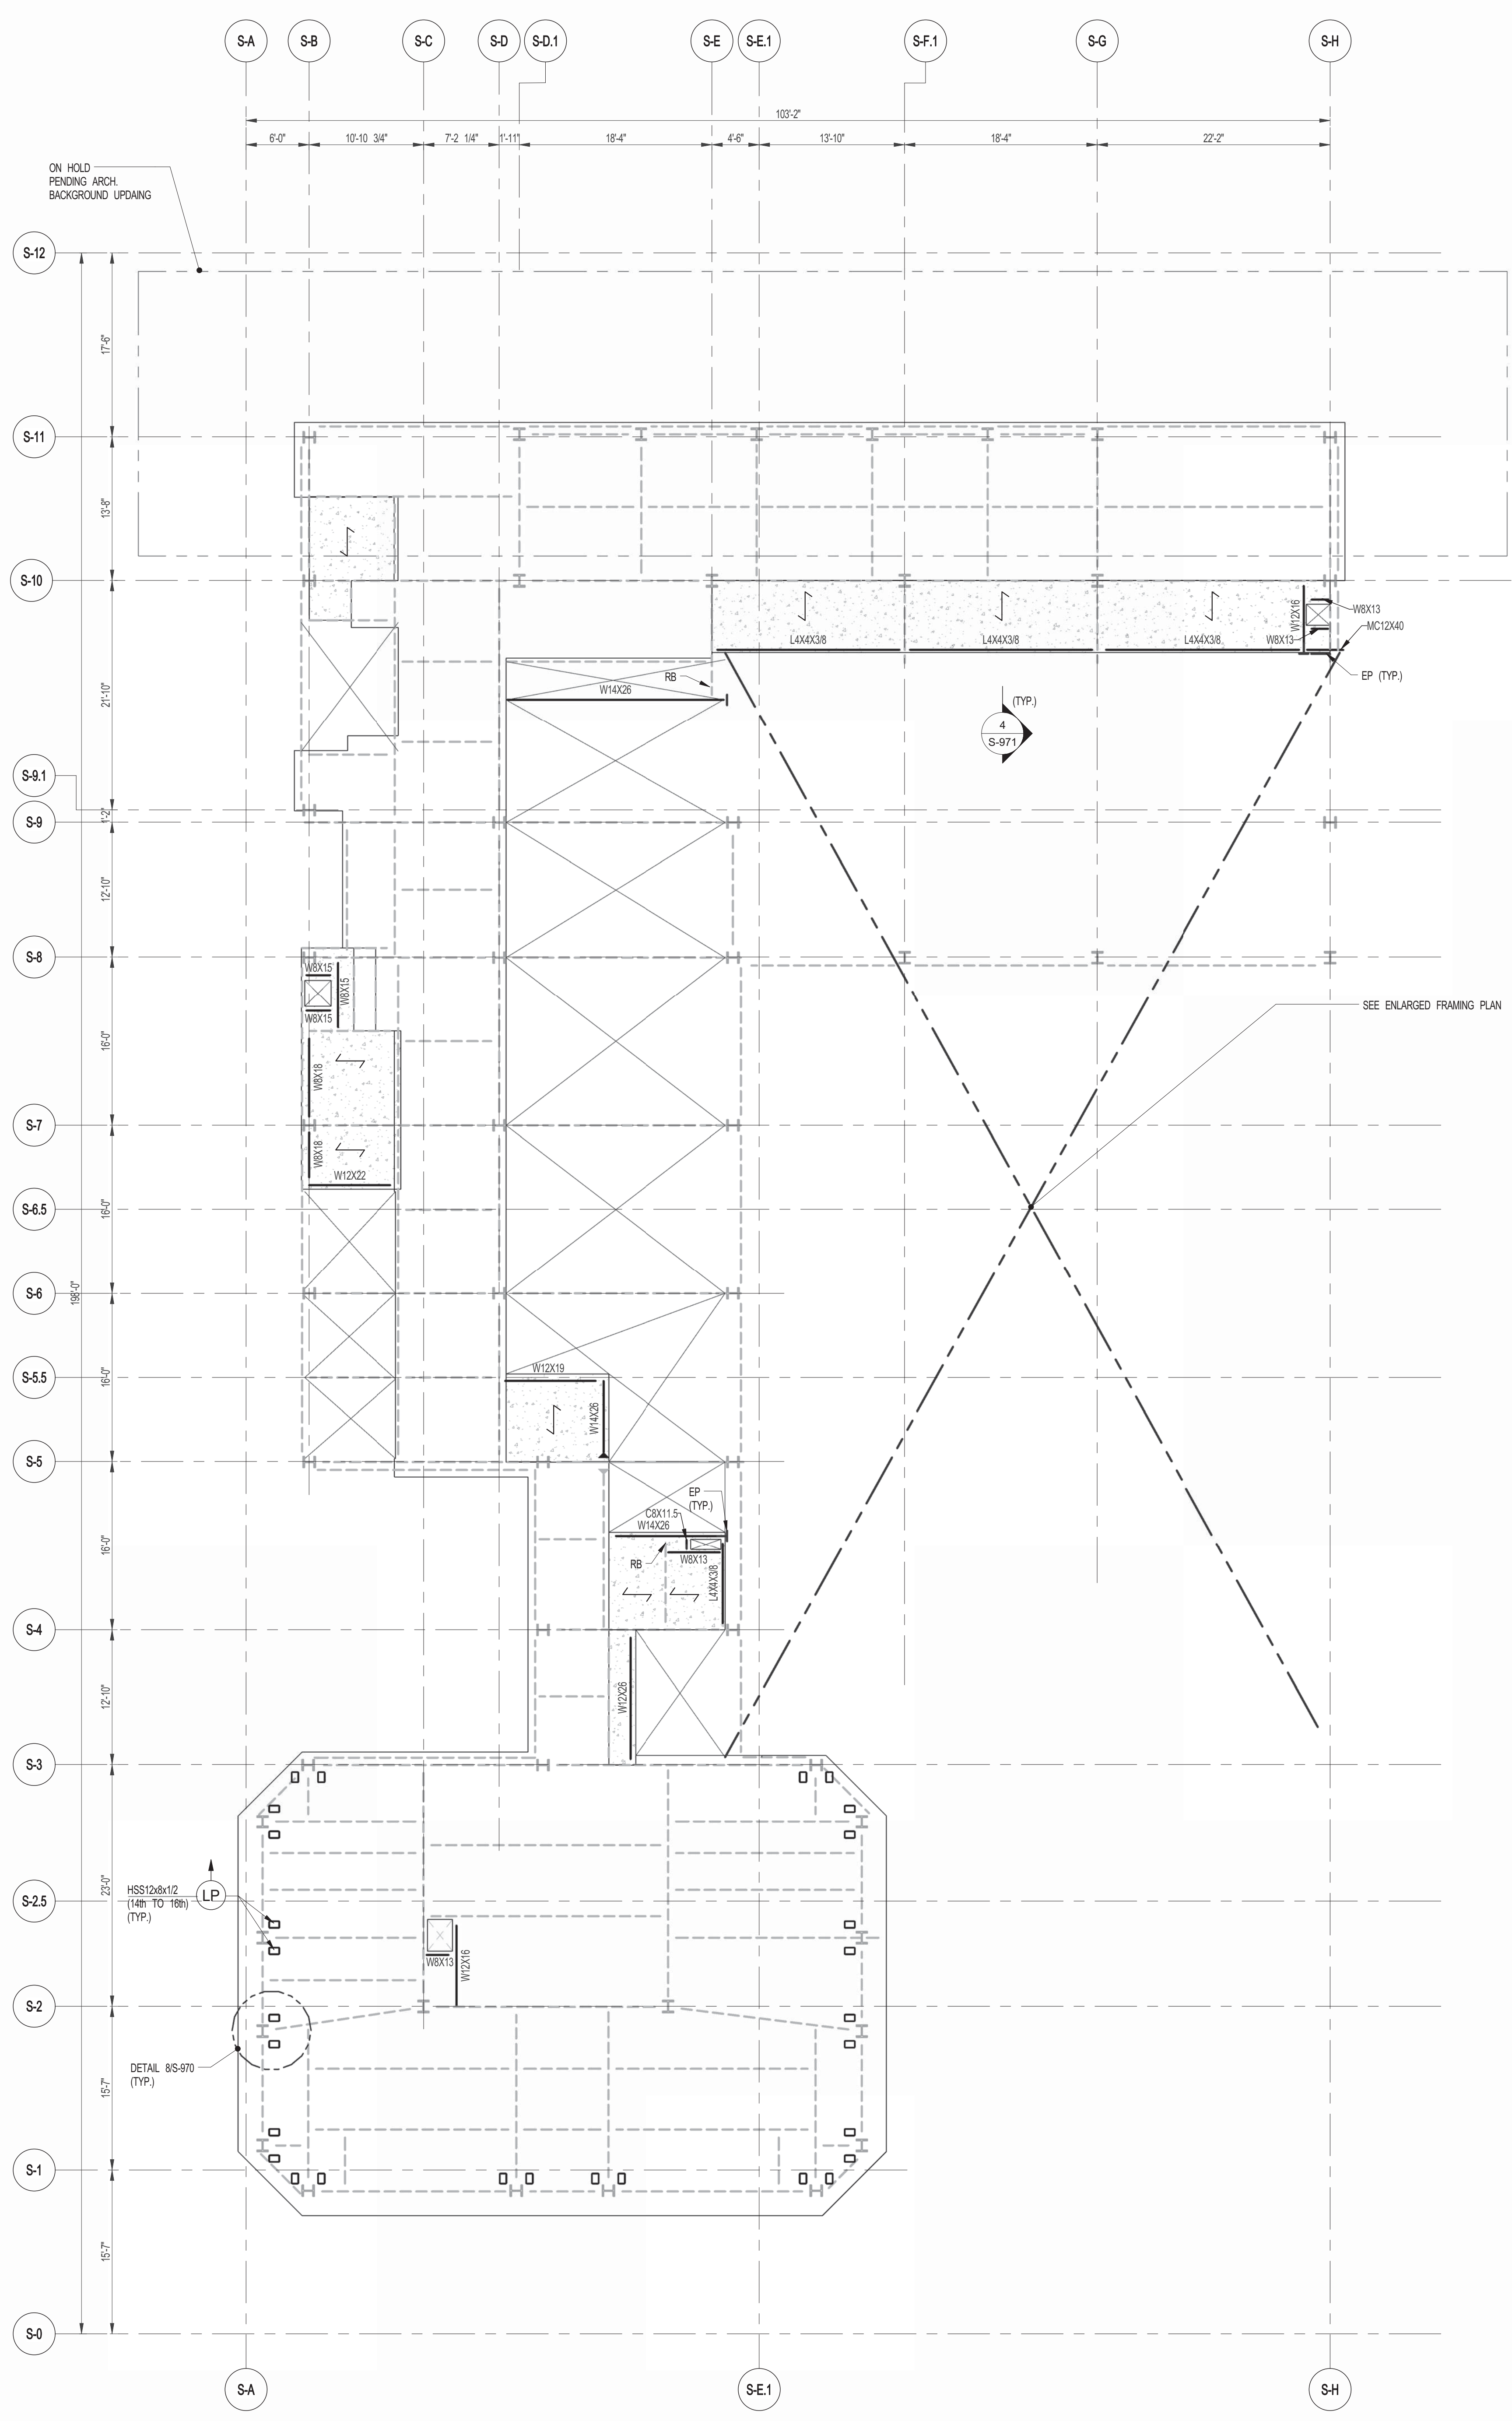 S-A
S-B
S-C
S-D
S-D.1
S-E
S-E.1
S-F.1
S-G
S-H
103'-2"
6'-0"
10'-10 3/4"
7'-2 1/4"
1'-11"
18'-4"
4'-6"
13'-10"
18'-4"
22'-2"
ON HOLD
PENDING ARCH.
BACKGROUND UPDAING
S-12
17'-6"
S-11
13'-8"
S-10
W12X16
W8X13
W8X13
MC12X40
L4X4X3/8
L4X4X3/8
L4X4X3/8
EP (TYP.)
RB
W14X26
21'-10"
(TYP.)
4
S-971
S-9.1
1'-2"
S-9
12'-10"
S-8
W8X15
W8X15
W8X15
SEE ENLARGED FRAMING PLAN
16'-0"
W8X18
S-7
W8X18
W12X22
16'-0"
S-6.5
S-6
198'-0"
16'-0"
W12X19
S-5.5
W14X26
S-5
EP
(TYP.)
C8X11.5
W14X26
16'-0"
W8X13
RB
L4X4X3/8
S-4
12'-10"
W12X26
S-3
23'-0"
HSS12x8x1/2
(14th TO 16th)
(TYP.)
LP
S-2.5
W8X13
W12X16
S-2
DETAIL 8/S-970
(TYP.)
15'-7"
S-1
15'-7"
S-0
S-A
S-E.1
S-H